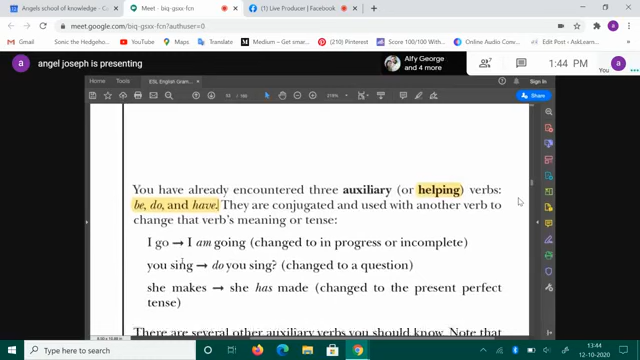 Angels school of knowledge
Meet - biq-gsxx-fcn
(1) Live Producer | Facebook
meet.google.com/biq-gsxx-fcn?authuser=0
Gmail
Sonic the Hedgeho
YouTube
Maps
Translate
Medium – Get smar
(210) Pinterest
Score 100/100 With
Online Audio Conver
Sonic Edit Photo
AskLearn
a angel joseph is presenting
Alfy George
and 4 more
1:44 PM
a
You
Home
Tools
ESL English Gram
Sign In
Share
You have already encountered three auxiliary (or helping) verbs:
be, do, and have. They are conjugated and used with another verb to
change that verb's meaning or tense:
I go → I am going (changed to in progress or incomplete)
you sing → do you sing? (changed to a question)
she makes → she has made (changed to the present perfect
tense)
There are several other auxiliary verbs you should know. Note that
Type here to search
13:44
ENG
12-10-2020